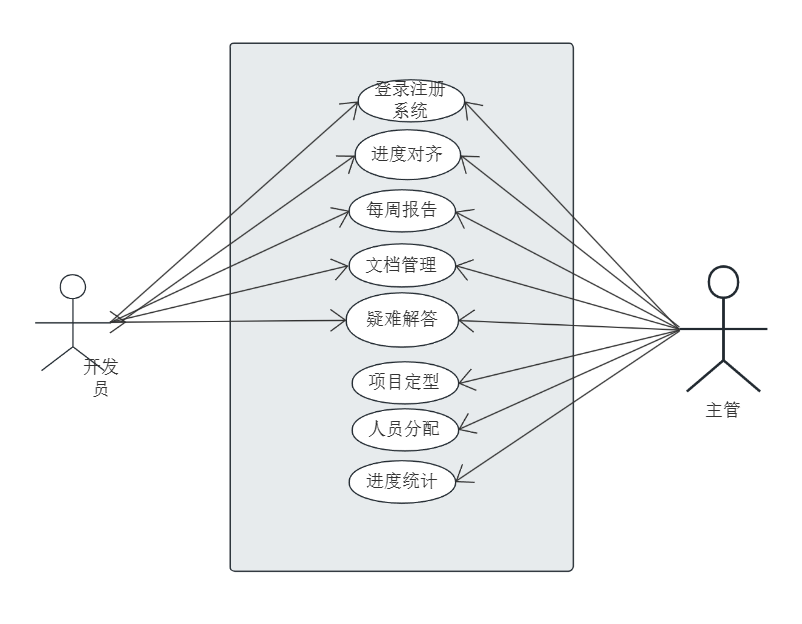 登录注册
系统
进度对齐
每周报告
文档管理
疑难解答
开发
员
项目定型
主管
人员分配
进度统计